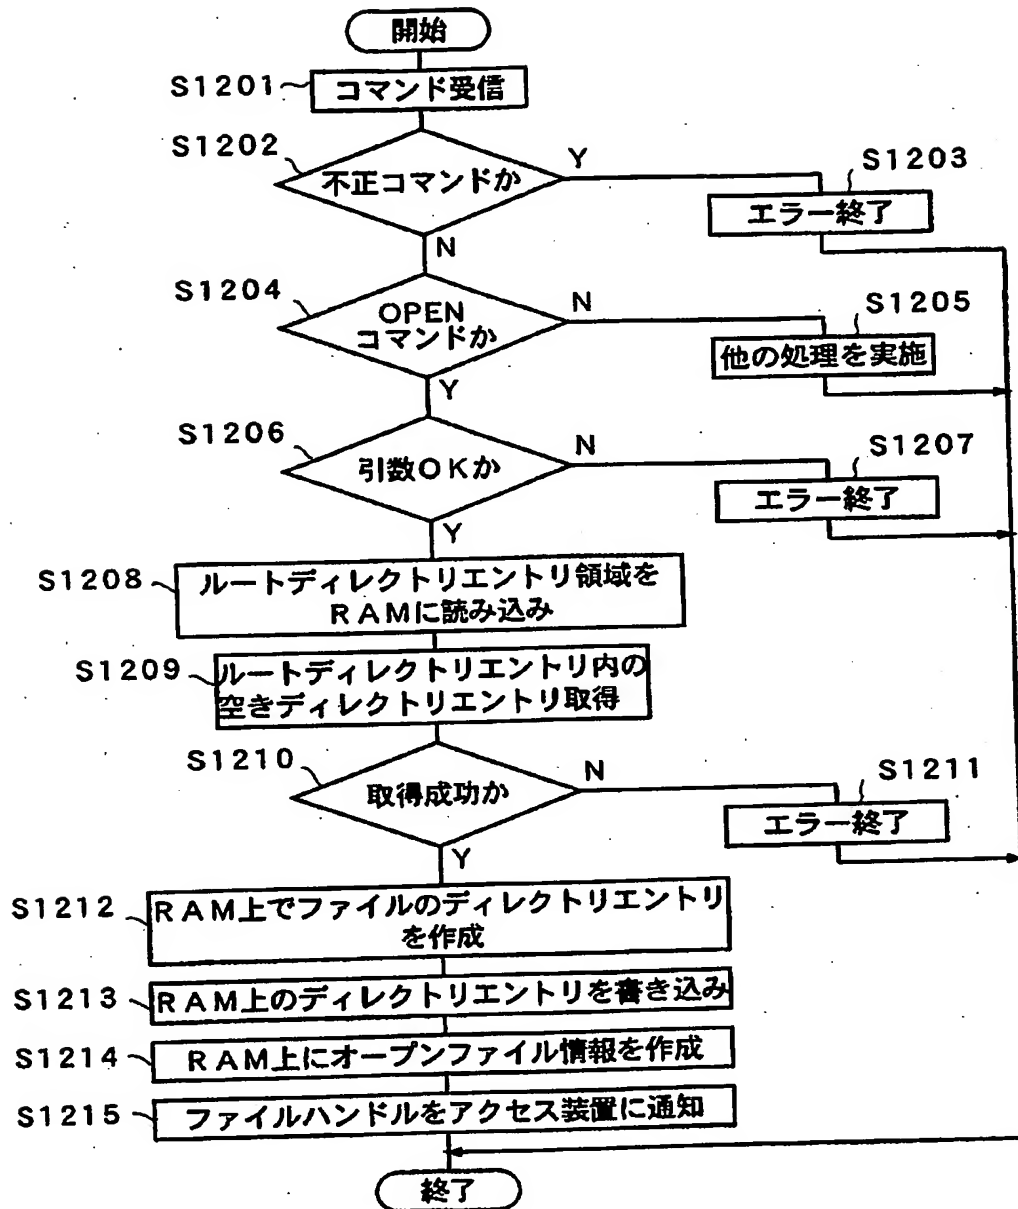 開始
S1201
コマンド受信
S1202
不正コマンドか
Y
S1203
エラー終了
N
S1204
OPEN
コマンドか
N
S1205
他の処理を実施
Y
S1206
引数OKか
N
S1207
エラー終了
Y
S1208
ルートディレクトリエントリ領域を
RAMに読み込み
S1209
ルートディレクトリエントリ内の
空きディレクトリエントリ取得
S1210
取得成功か
N
S1211
エラー終了
Y
S1212
RAM上でファイルのディレクトリエントリ
を作成
S1213
RAM上のディレクトリエントリを書き込み
S1214
RAM上にオープンファイル情報を作成
S1215
ファイルハンドルをアクセス装置に通知
終了